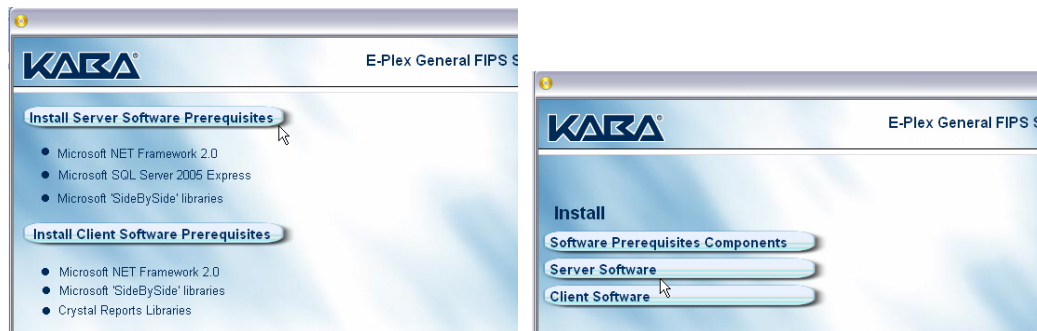 KABA
E-Plex General FIPS
Install Server Software Prerequisites
Microsoft NET Framework 2.0
Microsoft SQL Server 2005 Express
Microsoft 'SideBySide' libraries
Install Client Software Prerequisites
Microsoft NET Framework 2.0
Microsoft 'SideBySide' libraries
Crystal Reports Libraries
KABA
E-Plex General FIPS
Install
Software Prerequisites Components
Server Software
Client Software